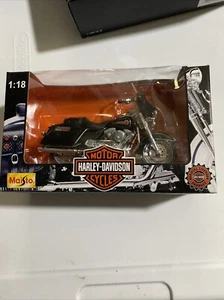 1:18
MOTOR
HARLEY-DAVIDSON
CYCLES
Maisto